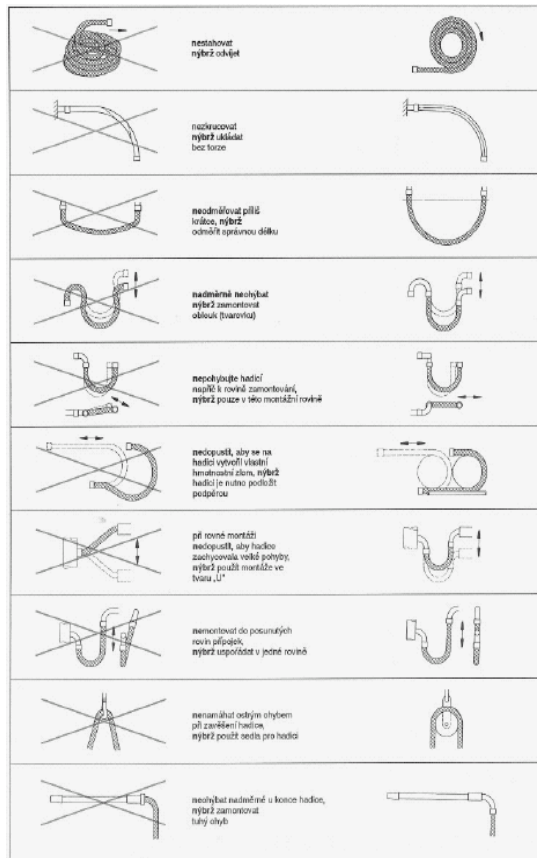 nestahovat
nýbrž odvíjet
nezkrucovat
nýbrž ukládat
bez torze
neodměřovat příliš
krátce, nýbrž
odměřit správnou délku
nadměrně neohýbat
nýbrž zamontovat
oblouk (tvarovku)
nepohybujte hadicí
napříč k rovině zamontování,
nýbrž pouze v této montážní rovině
nedopustit, aby se na
hadici vytvořil vlastní
hmotnostní zlom, nýbrž
hadici je nutno podložit
podpěrou
při rovné montáži
nedopustit, aby hadice
zachycovala velké pohyby,
nýbrž použít montáže ve
tvaru „U“
nemontovat do posunutých
rovin přípojek,
nýbrž uspořádat v jedné rovině
nenamáhat ostrým ohybem
při zavěšení hadice,
nýbrž použít sedla pro hadici
neohýbat nadměrně u konce hadice,
nýbrž zamontovat
tuhý ohyb